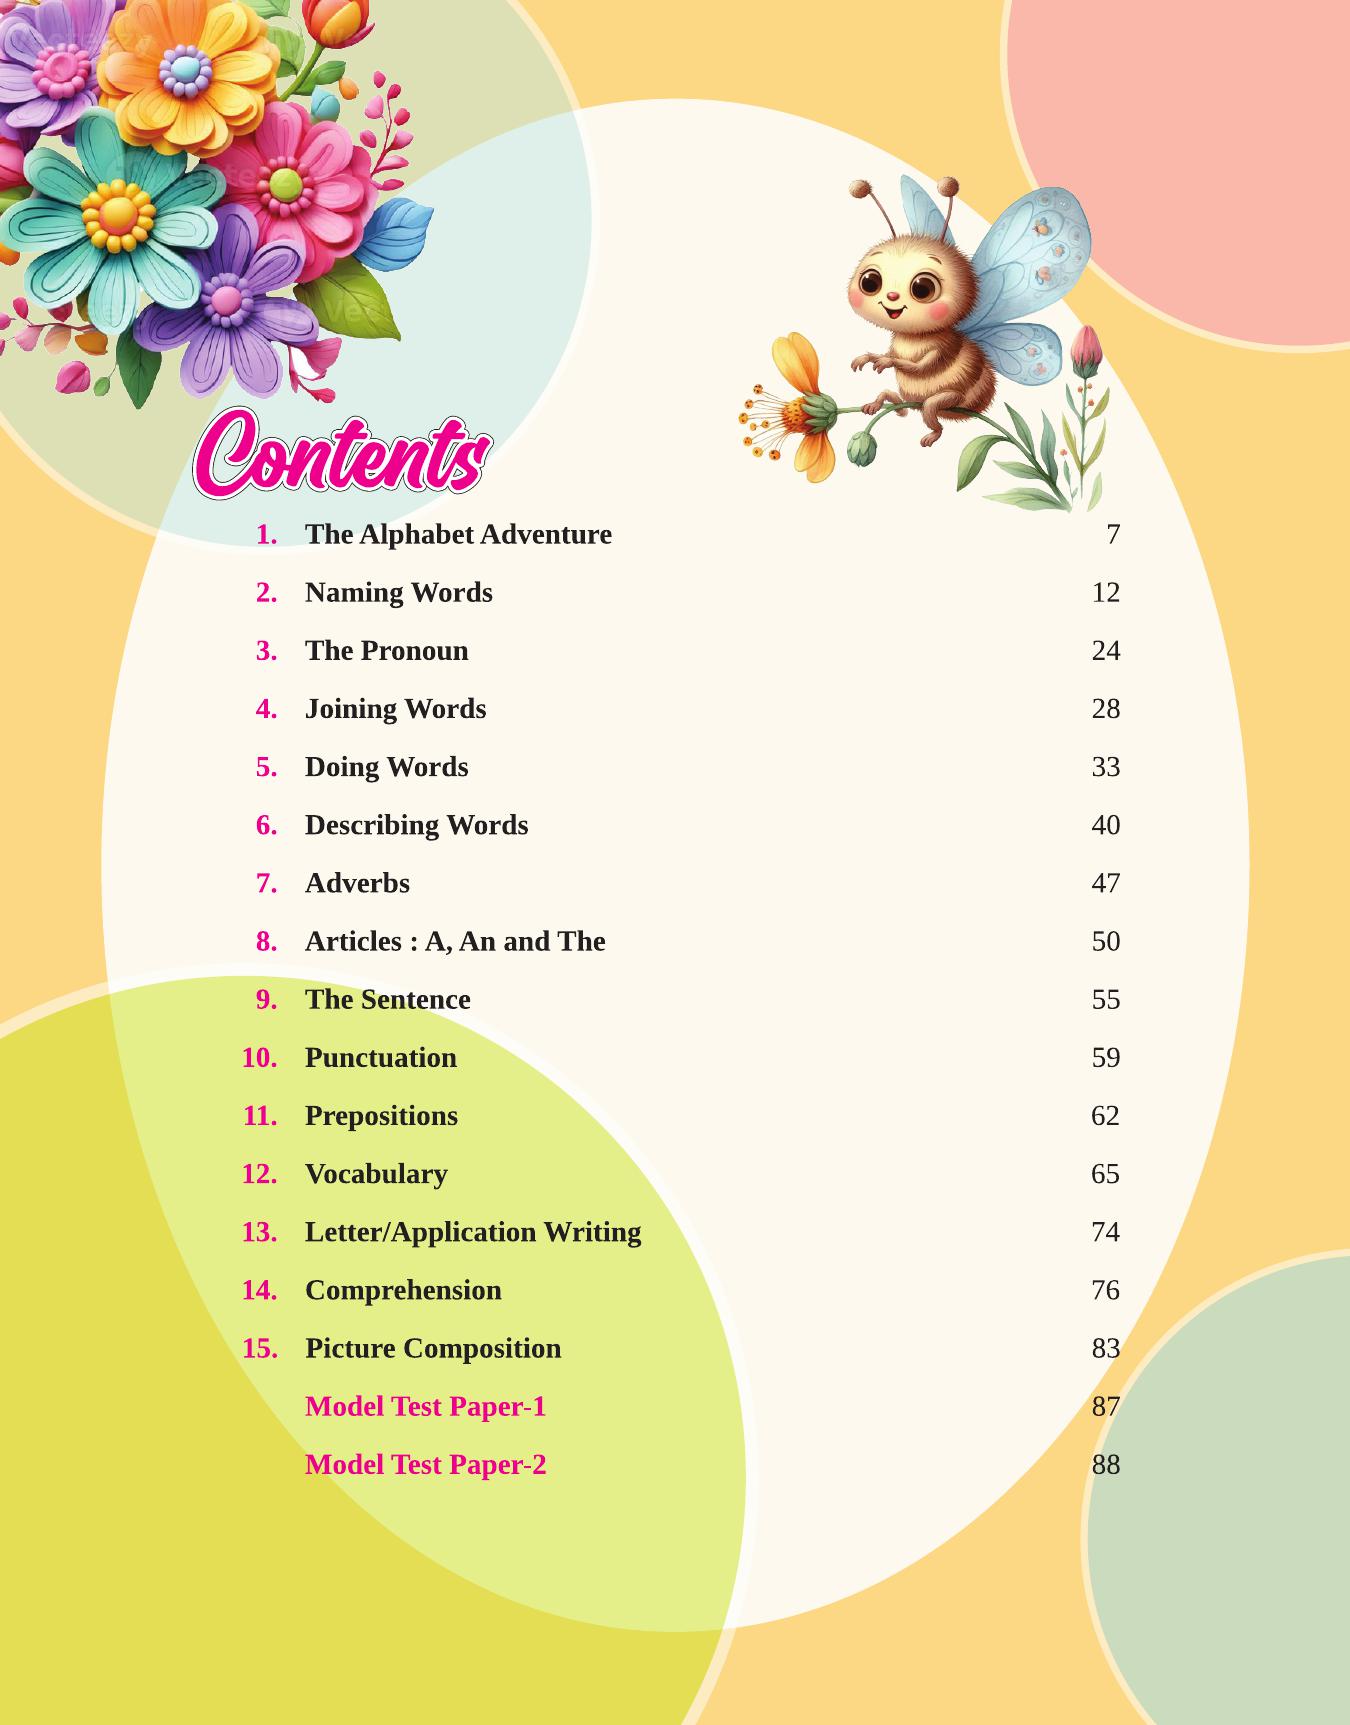 Contents
1. The Alphabet Adventure 7
2. Naming Words 12
3. The Pronoun 24
4. Joining Words 28
5. Doing Words 33
6. Describing Words 40
7. Adverbs 47
8. Articles : A, An and The 50
9. The Sentence 55
10. Punctuation 59
11. Prepositions 62
12. Vocabulary 65
13. Letter/Application Writing 74
14. Comprehension 76
15. Picture Composition 83
Model Test Paper-1 87
Model Test Paper-2 88